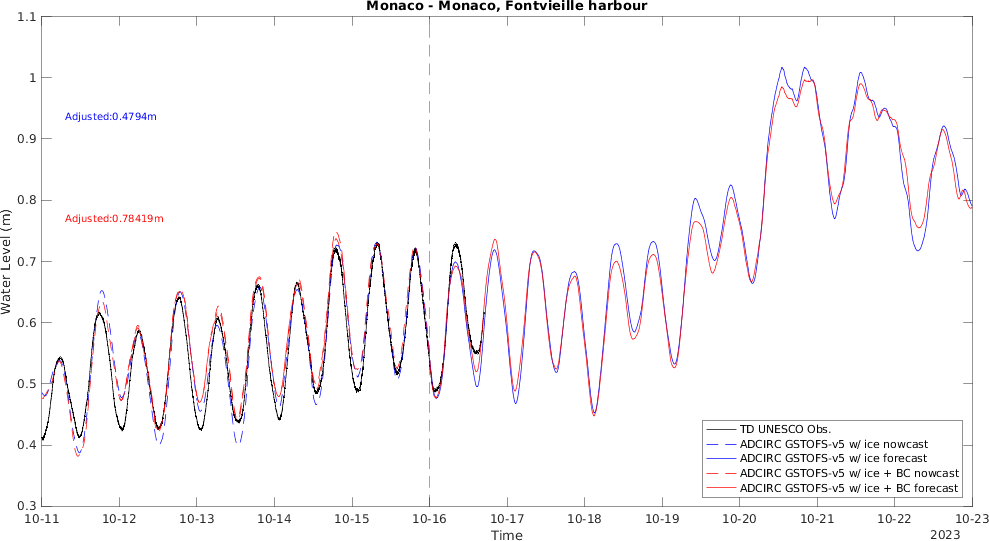 Monaco - Monaco, Fontvieille harbour
1.1
1
0.9
0.8
0.7
0.6
0.5
0.4
0.3
Water Level (m)
Adjusted:0.4794m
Adjusted:0.78419m
TD UNESCO Obs.
ADCIRC GSTOFS-v5 w/ ice nowcast
ADCIRC GSTOFS-v5 w/ ice forecast
ADCIRC GSTOFS-v5 w/ ice + BC nowcast
ADCIRC GSTOFS-v5 w/ ice + BC forecast
10-11 10-12 10-13 10-14 10-15 10-16 10-17 10-18 10-19 10-20 10-21 10-22 10-23
Time
2023